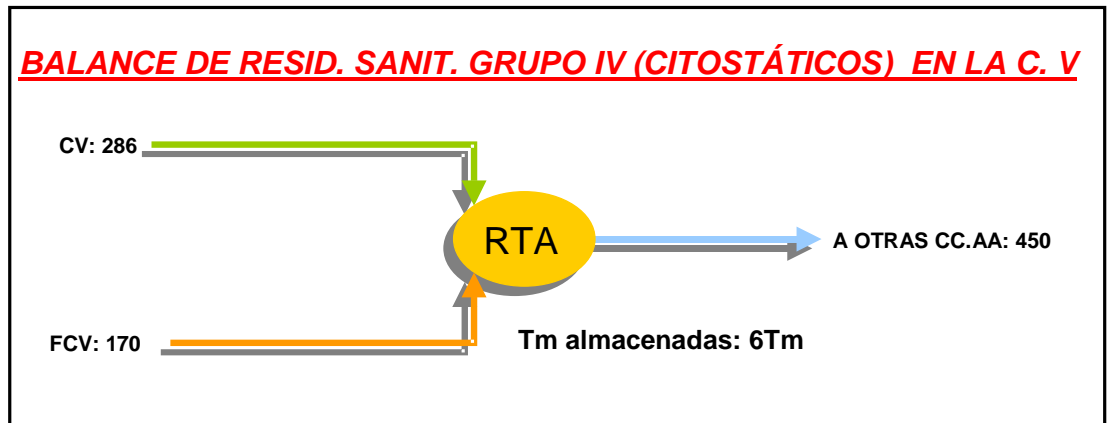 BALANCE DE RESID. SANIT. GRUPO IV (CITOSTÁTICOS) EN LA C. V
CV: 286
RTA
A OTRAS CC.AA: 450
FCV: 170
Tm almacenadas: 6Tm